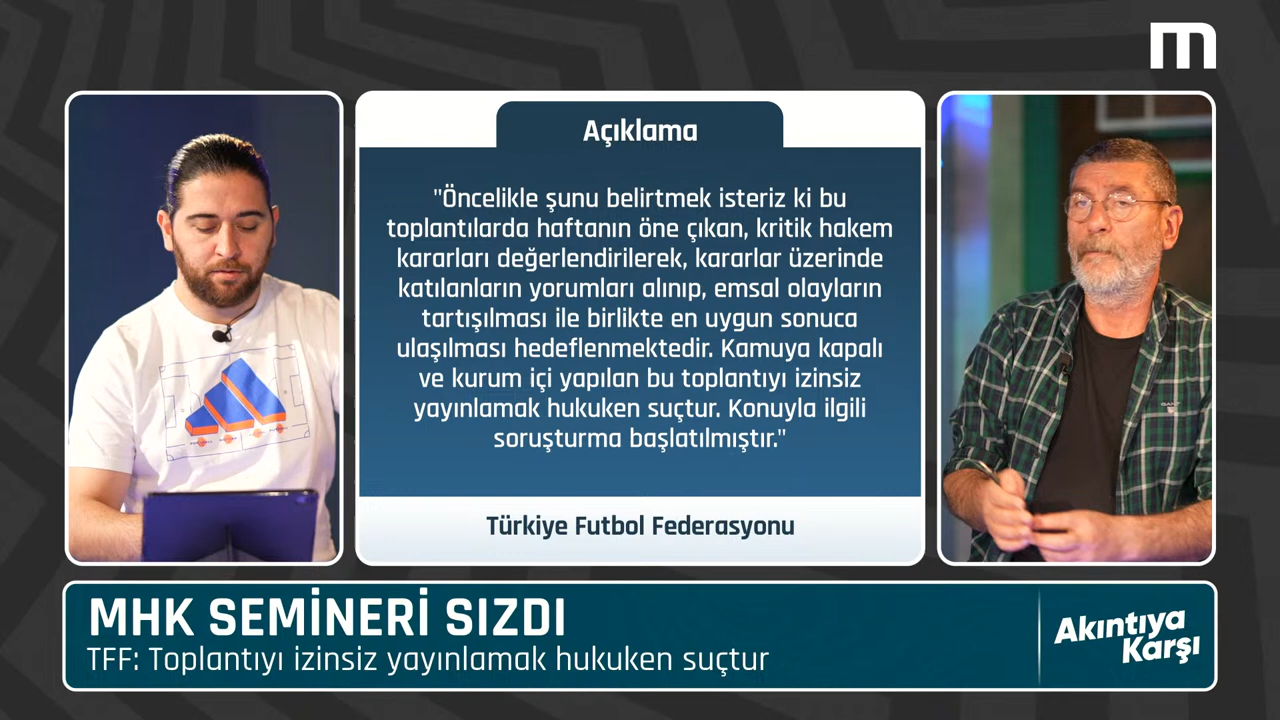 m
Açıklama
"Öncelikle şunu belirtmek isteriz ki bu
toplantılarda haftanın öne çıkan, kritik hakem
kararları değerlendirilerek, kararlar üzerinde
katılanların yorumları alınıp, emsal olayların
tartışılması ile birlikte en uygun sonuca
ulaşılması hedeflenmektedir. Kamuya kapalı
ve kurum içi yapılan bu toplantıyı izinsiz
yayınlamak hukuken suçtur. Konuyla ilgili
soruşturma başlatılmıştır."
Türkiye Futbol Federasyonu
GANT
MHK SEMİNERİ SIZDI
TFF: Toplantıyı izinsiz yayınlamak hukuken suçtur
Akıntıya
Karşı